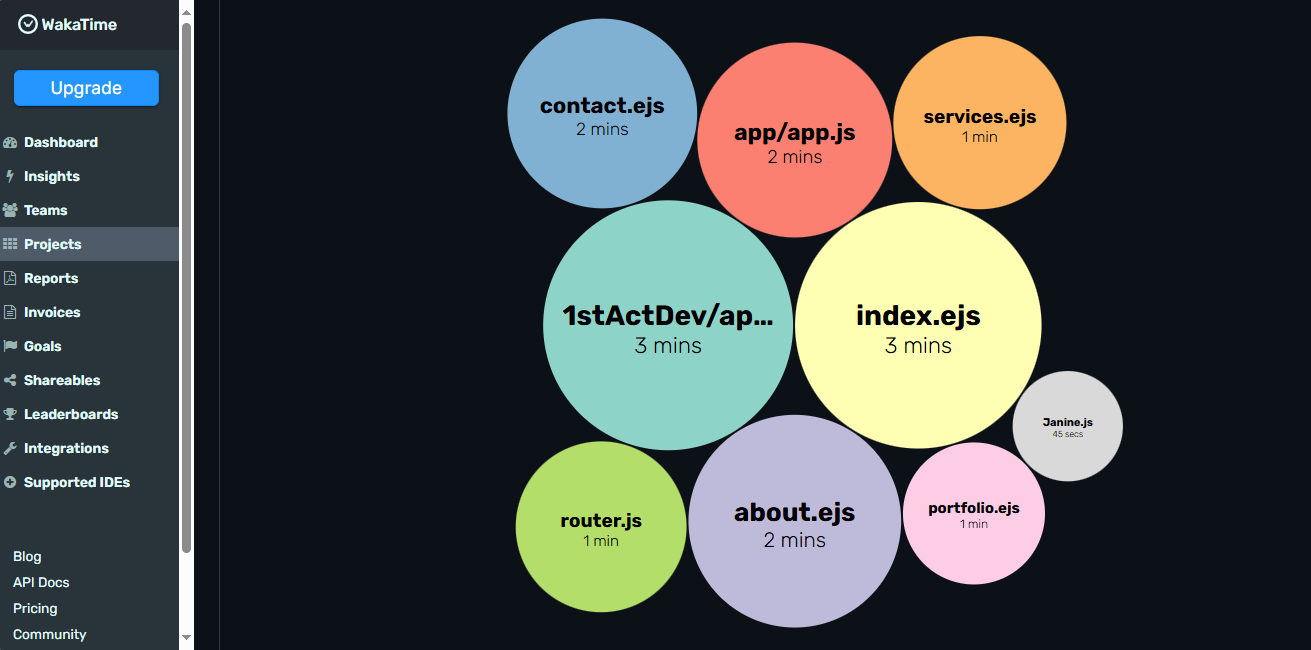 WakaTime
Upgrade
Dashboard
Insights
Teams
Projects
Reports
Invoices
Goals
Shareables
Leaderboards
Integrations
Supported IDEs
Blog
API Docs
Pricing
Community
contact.ejs
2 mins
app/app.js
2 mins
services.ejs
1 min
1stActDev/ap...
3 mins
index.ejs
3 mins
Janine.js
45 secs
router.js
1 min
about.ejs
2 mins
portfolio.ejs
1 min